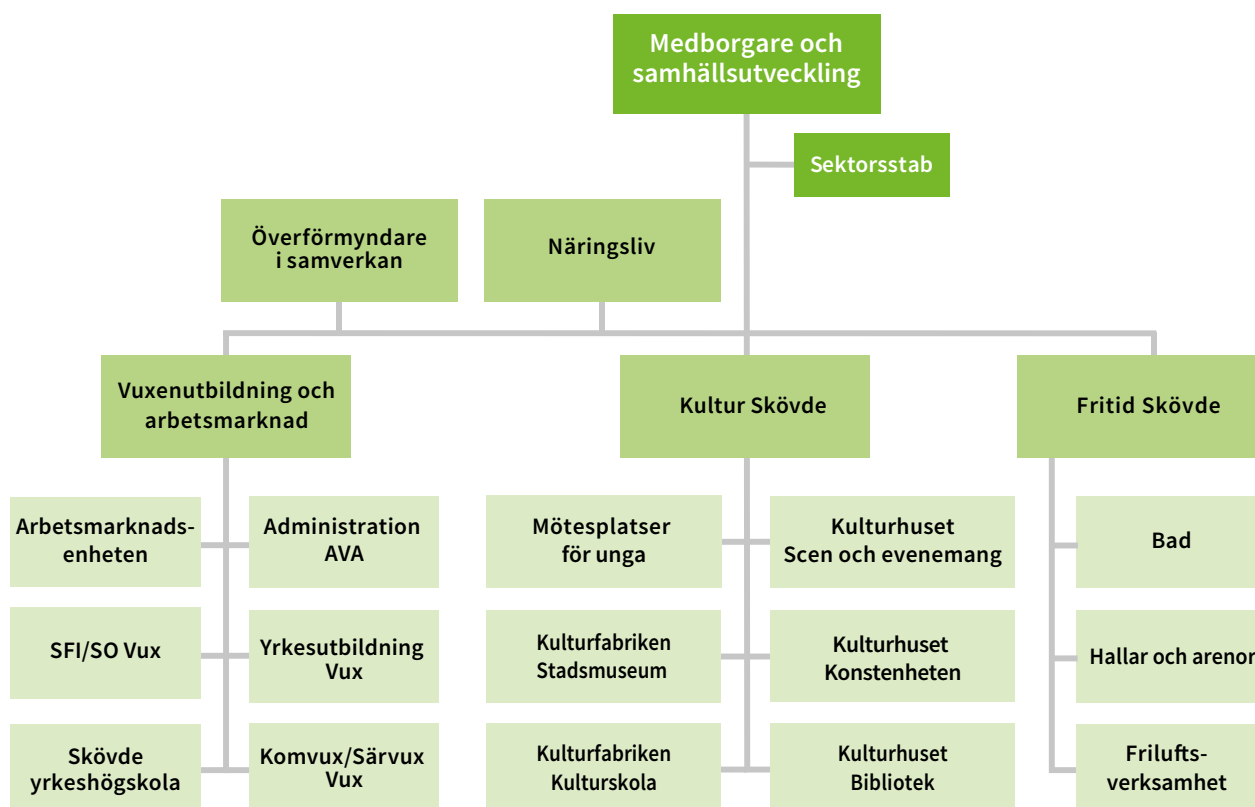 Medborgare och
samhällsutveckling
Sektorsstab
Överförmyndare
i samverkan
Näringsliv
Vuxenutbildning och
arbetsmarknad
Kultur Skövde
Fritid Skövde
Arbetsmarknads-
enheten
Administration
AVA
Mötesplatser
för unga
Kulturhuset
Scen och evenemang
Bad
SFI/SO Vux
Yrkesutbildning
Vux
Kulturfabriken
Stadsmuseum
Kulturhuset
Konstenheten
Hallar och arenor
Skövde
yrkeshögskola
Komvux/Särvux
Vux
Kulturfabriken
Kulturskola
Kulturhuset
Bibliotek
Frilufts-
verksamhet